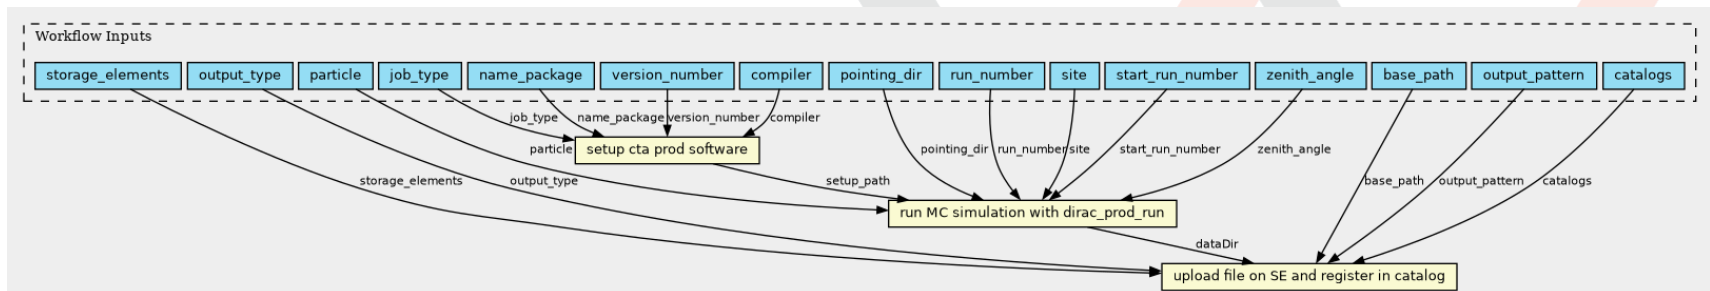 Workflow Inputs
storage_elements output_type particle job_type name_package version_number compiler pointing_dir run_number site start_run_number zenith_angle base_path output_pattern catalogs
job_type name_package version_number compiler
setup cta prod software
particle pointing_dir run_number site start_run_number zenith_angle
storage_elements output_type setup_path base_path output_pattern catalogs
run MC simulation with dirac_prod_run
dataDir
upload file on SE and register in catalog